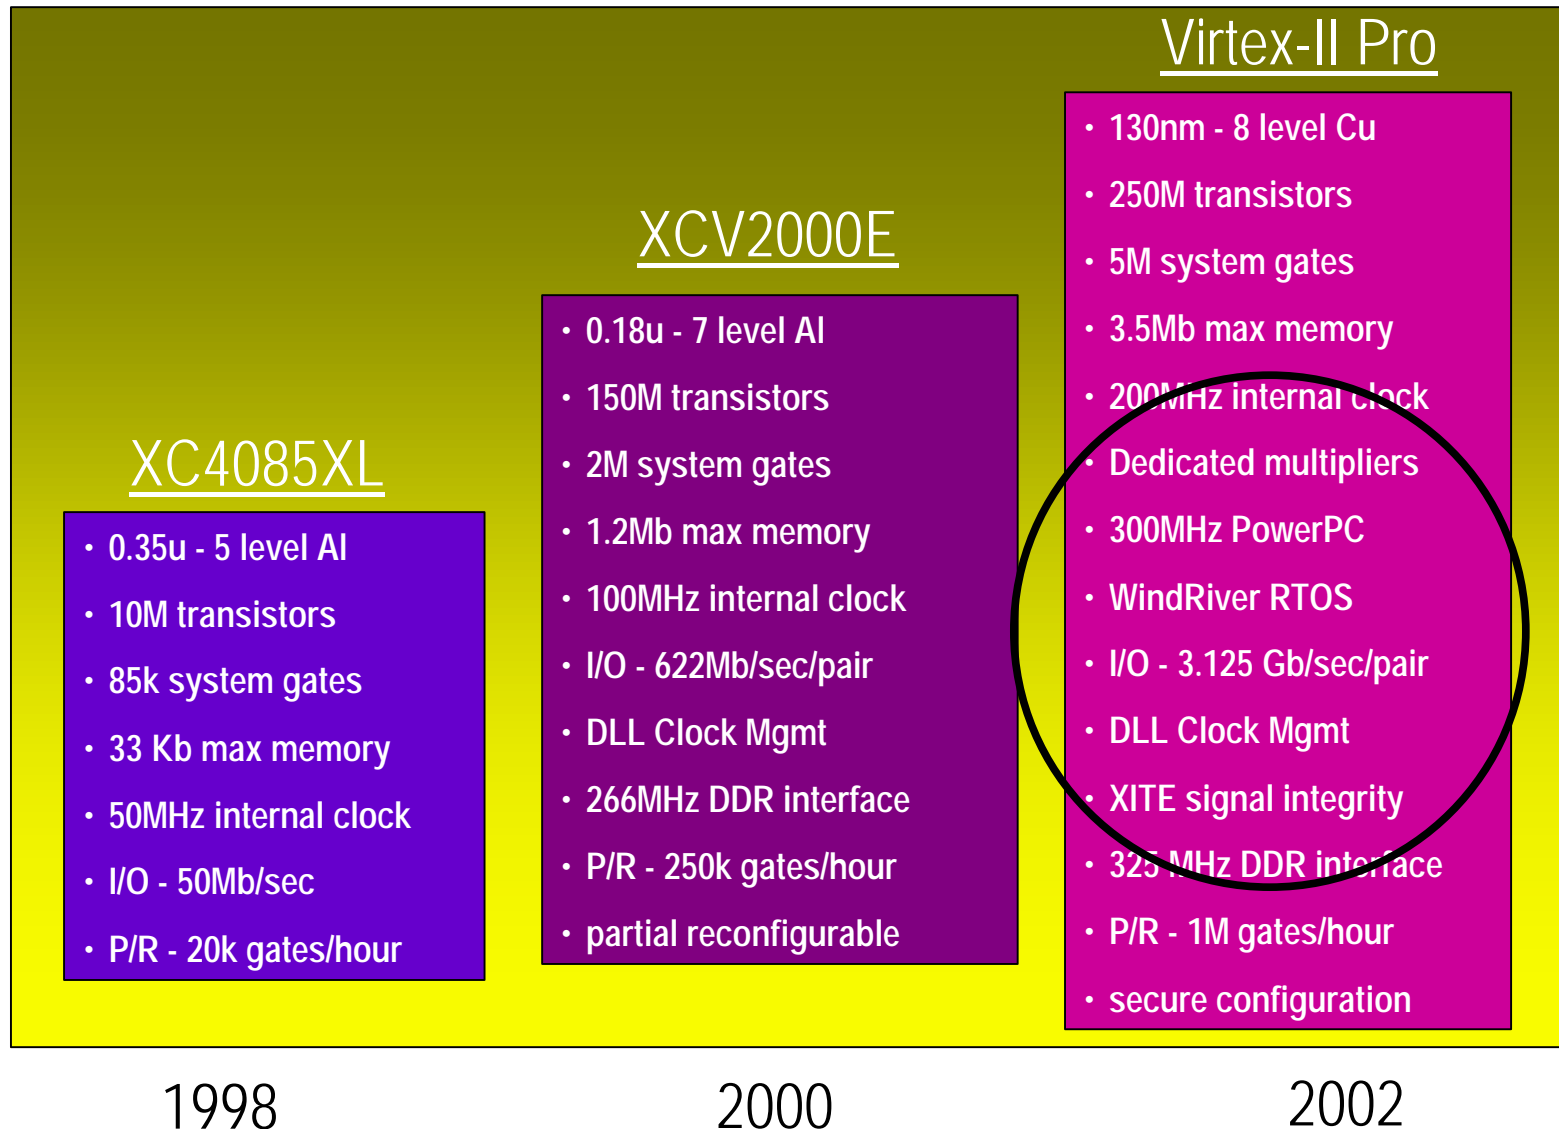 XC4085XL
• 0.35u - 5 level Al
• 10M transistors
• 85k system gates
• 33 Kb max memory
• 50MHz internal clock
• I/O - 50Mb/sec
• P/R - 20k gates/hour
1998
XCV2000E
• 0.18u - 7 level Al
• 150M transistors
• 2M system gates
• 1.2Mb max memory
• 100MHz internal clock
• I/O - 622Mb/sec/pair
• DLL Clock Mgmt
• 266MHz DDR interface
• P/R - 250k gates/hour
• partial reconfigurable
2000
Virtex-II Pro
• 130nm - 8 level Cu
• 250M transistors
• 5M system gates
• 3.5Mb max memory
• 200MHz internal clock
• Dedicated multipliers
• 300MHz PowerPC
• WindRiver RTOS
• I/O - 3.125 Gb/sec/pair
• DLL Clock Mgmt
• XITE signal integrity
• 325 MHz DDR interface
• P/R - 1M gates/hour
• secure configuration
2002